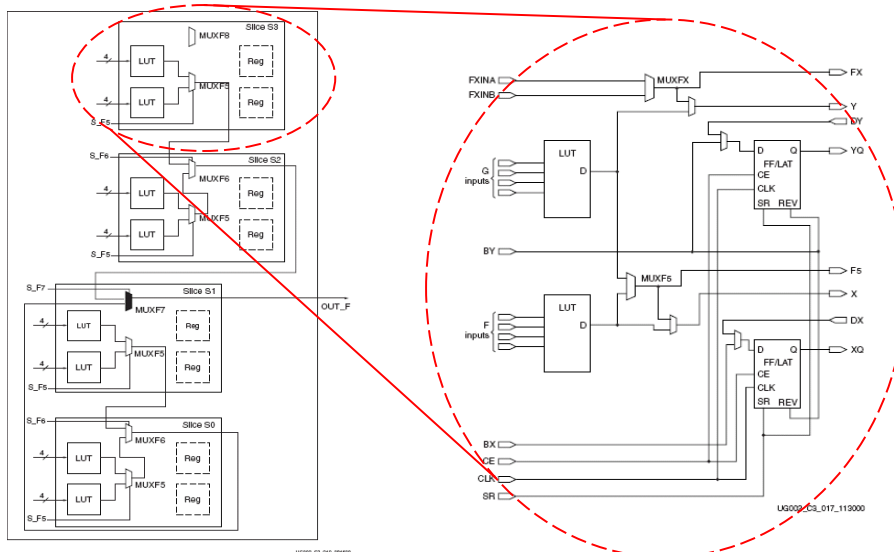 Slice S3
MUXF8
4
LUT
Reg
MUXF5
4
LUT
Reg
S_F5
S_F6
Slice S2
MUXF6
4
LUT
Reg
MUXF5
4
LUT
Reg
S_F5
S_F7
Slice S1
OUT_F
MUXF7
4
LUT
Reg
MUXF5
4
LUT
Reg
S_F5
S_F6
Slice S0
MUXF6
4
LUT
Reg
MUXF5
4
LUT
Reg
S_F5
FXINA
FXINB
MUXFX
FX
Y
DY
LUT
D
G
inputs
D Q
FF/LAT
CE
CLK
SR REV
YQ
BY
MUXF5
F5
X
LUT
D
F
inputs
DX
D Q
FF/LAT
CE
CLK
SR REV
XQ
BX
CE
CLK
SR
UG002_C3_017_113000